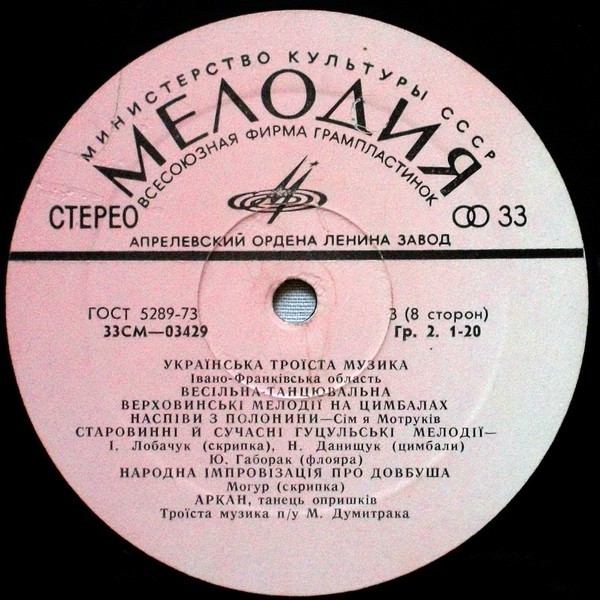 МИНИСТЕРСТВО КУЛЬТУРЫ СССР
МЕЛОДИЯ
ВСЕСОЮЗНАЯ ФИРМА ГРАМПЛАСТИНОК
СТЕРЕО 33
АПРЕЛЕВСКИЙ ОРДЕНА ЛЕНИНА ЗАВОД
ГОСТ 5289-73 3 (8 сторон)
33СМ—03429 Гр. 2. 1-20
УКРАЇНСЬКА ТРОЇСТА МУЗИКА
Івано-Франківська область
ВЕСІЛЬНА-ТАНЦЮВАЛЬНА
ВЕРХОВИНСЬКІ МЕЛОДІЇ НА ЦИМБАЛАХ
НАСПІВИ З ПОЛОНИНИ—Сім я Мотруків
СТАРОВИННІ Й СУЧАСНІ ГУЦУЛЬСЬКІ МЕЛОДІЇ—
І. Лобачук (скрипка), Н. Данищук (цимбали)
Ю. Габорак (флояра)
НАРОДНА ІМПРОВІЗАЦІЯ ПРО ДОВБУША
Могур (скрипка)
АРКАН, танець опришків
Троїста музика п/у М. Думитрака